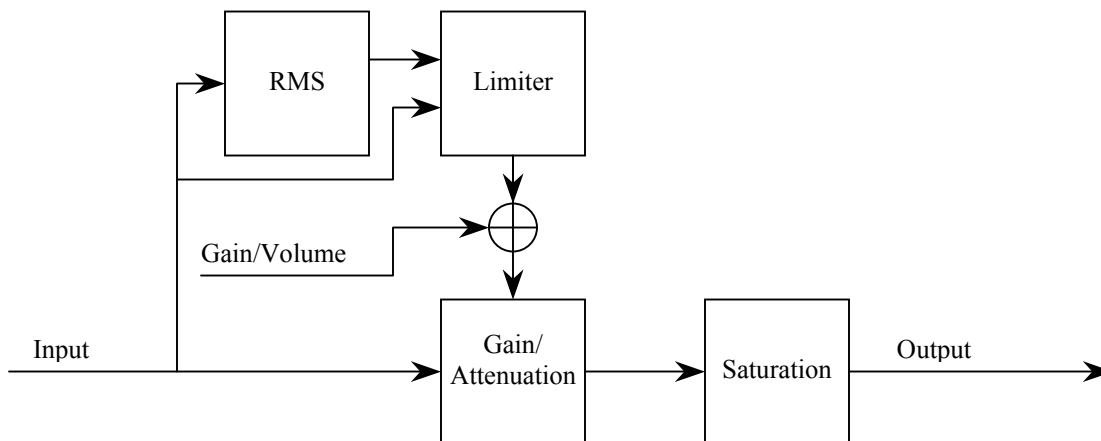 RMS
Limiter
Gain/Volume
Input
Gain/
Attenuation
Saturation
Output